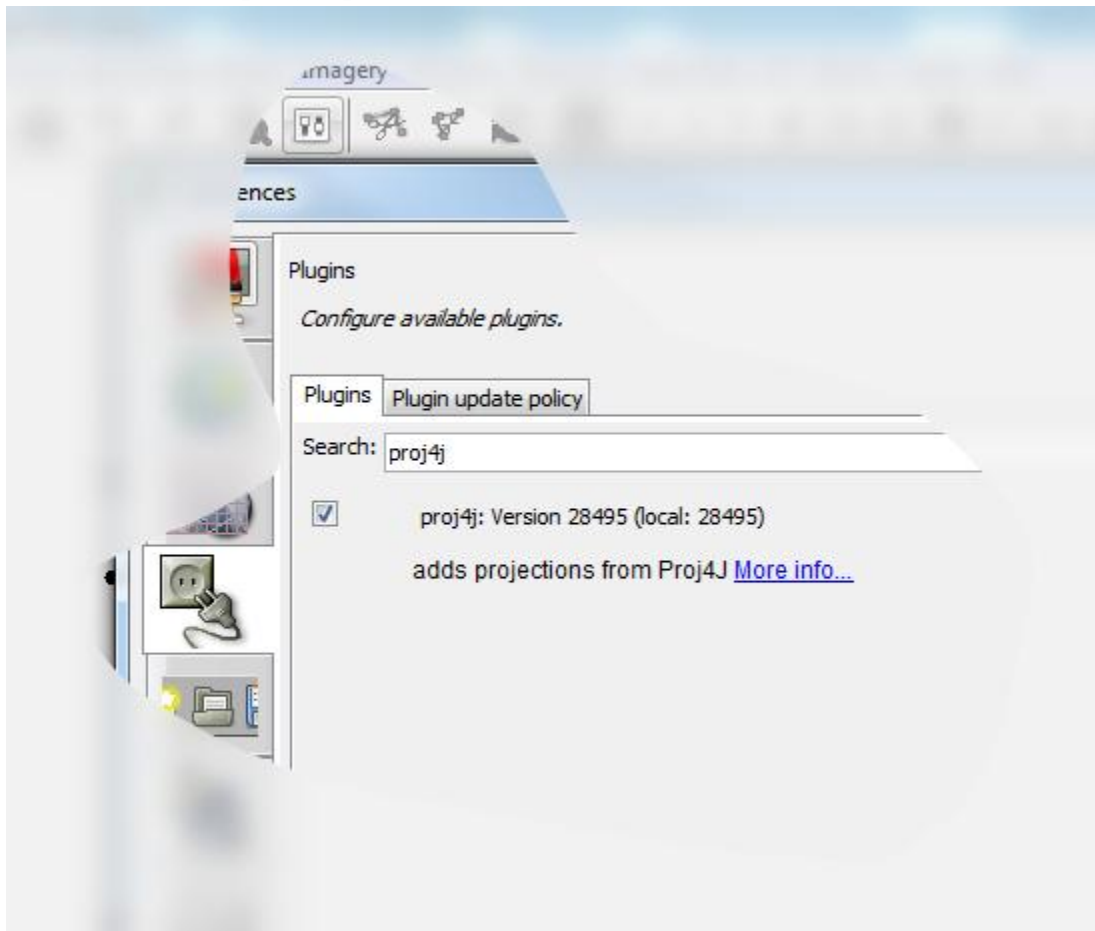 Imagery
ences
Plugins
Configure available plugins.
Plugins Plugin update policy
Search: proj4j
proj4j: Version 28495 (local: 28495)
adds projections from Proj4J More info...